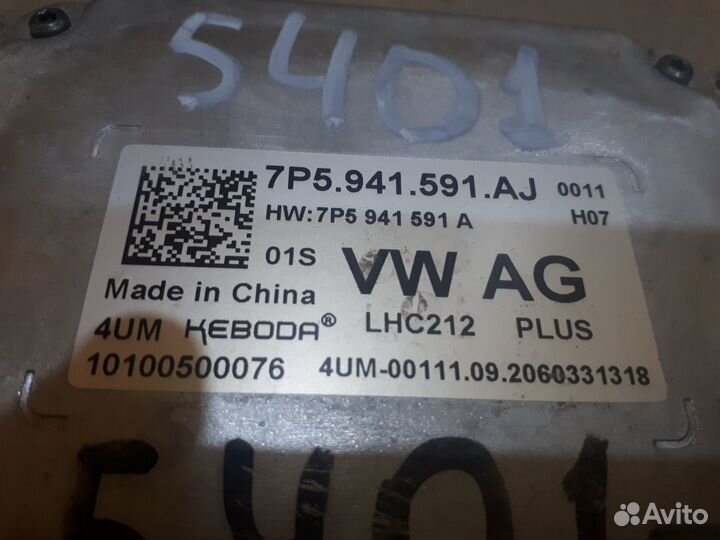 5401
7P5.941.591.AJ 0011
HW:7P5 941 591 A H07
01S VW AG
Made in China
4UM KEBODA® LHC212 PLUS
10100500076 4UM-00111.09.2060331318
5401
Avito